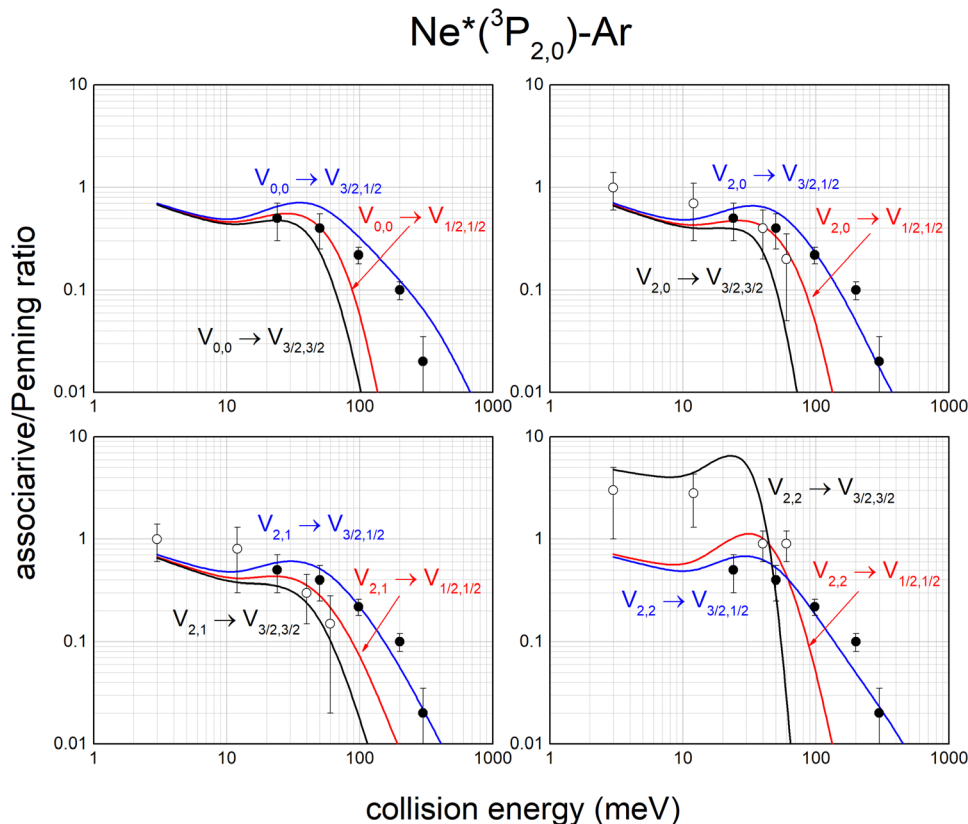 Ne*(³P₂,₀)-Ar
associarive/Penning ratio
10
1
0.1
0.01
1 10 100 1000
V₀,₀ → V₃/₂,₁/₂
V₀,₀ → V₁/₂,₁/₂
V₀,₀ → V₃/₂,₃/₂
10
1
0.1
0.01
1 10 100 1000
V₂,₀ → V₃/₂,₁/₂
V₂,₀ → V₁/₂,₁/₂
V₂,₀ → V₃/₂,₃/₂
10
1
0.1
0.01
1 10 100 1000
V₂,₁ → V₃/₂,₁/₂
V₂,₁ → V₁/₂,₁/₂
V₂,₁ → V₃/₂,₃/₂
10
1
0.1
0.01
1 10 100 1000
V₂,₂ → V₃/₂,₃/₂
V₂,₂ → V₁/₂,₁/₂
V₂,₂ → V₃/₂,₁/₂
collision energy (meV)